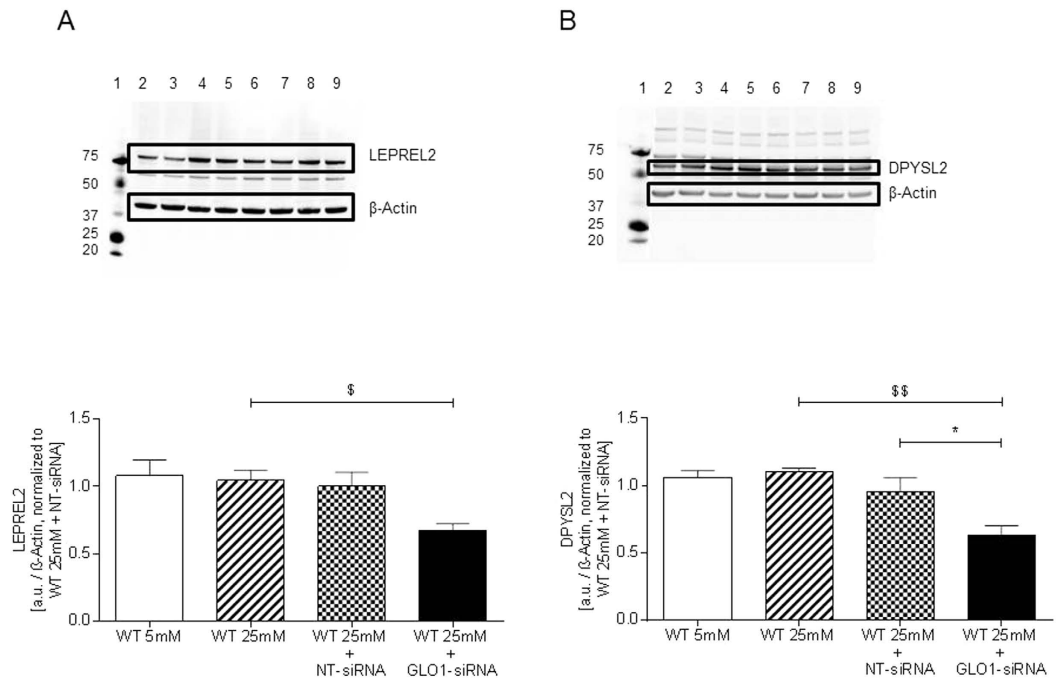 A
1 2 3 4 5 6 7 8 9
75
50
37
25
20
LEPREL2
ß-Actin
B
1 2 3 4 5 6 7 8 9
75
50
37
25
20
DPYSL2
ß-Actin
LEPREL2
[a.u. / ß-Actin, normalized to
WT 25mM + NT-siRNA]
1.5
1.0
0.5
0.0
$
WT 5mM
WT 25mM
WT 25mM
+
NT-siRNA
WT 25mM
+
GLO1-siRNA
DPYSL2
[a.u. / ß-Actin, normalized to
WT 25mM + NT-siRNA]
1.5
1.0
0.5
0.0
$$
*
WT 5mM
WT 25mM
WT 25mM
+
NT-siRNA
WT 25mM
+
GLO1-siRNA